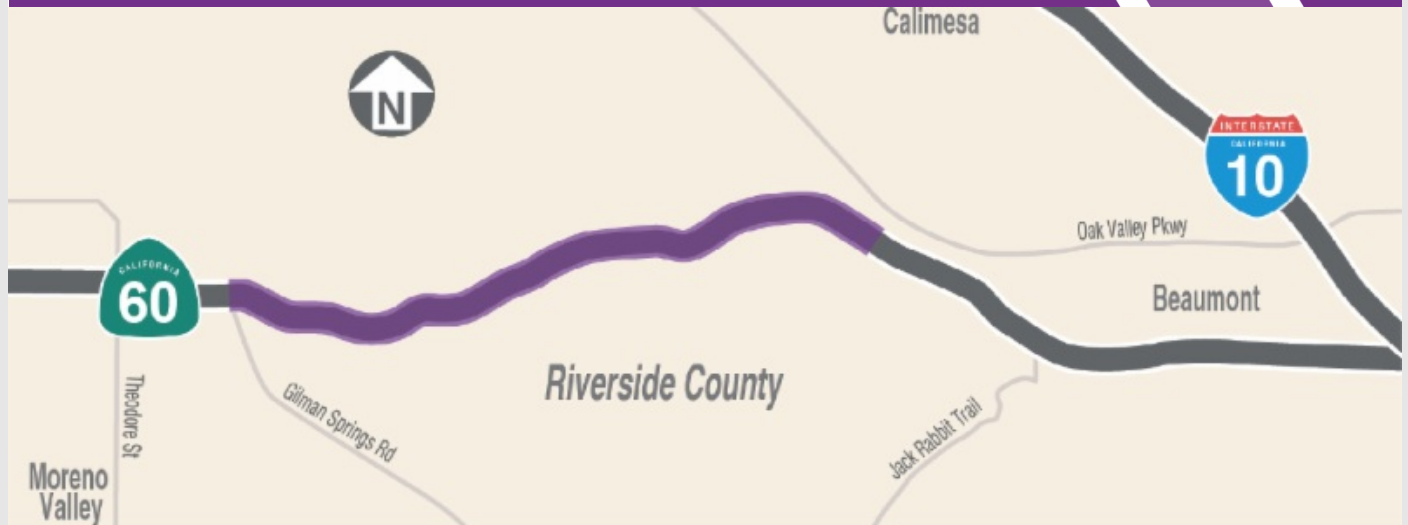 Calimesa
N
INTERSTATE
CALIFORNIA
10
Oak Valley Pkwy
CALIFORNIA
60
Beaumont
Riverside County
Theodore St
Gilman Springs Rd
Jack Rabbit Trail
Moreno
Valley